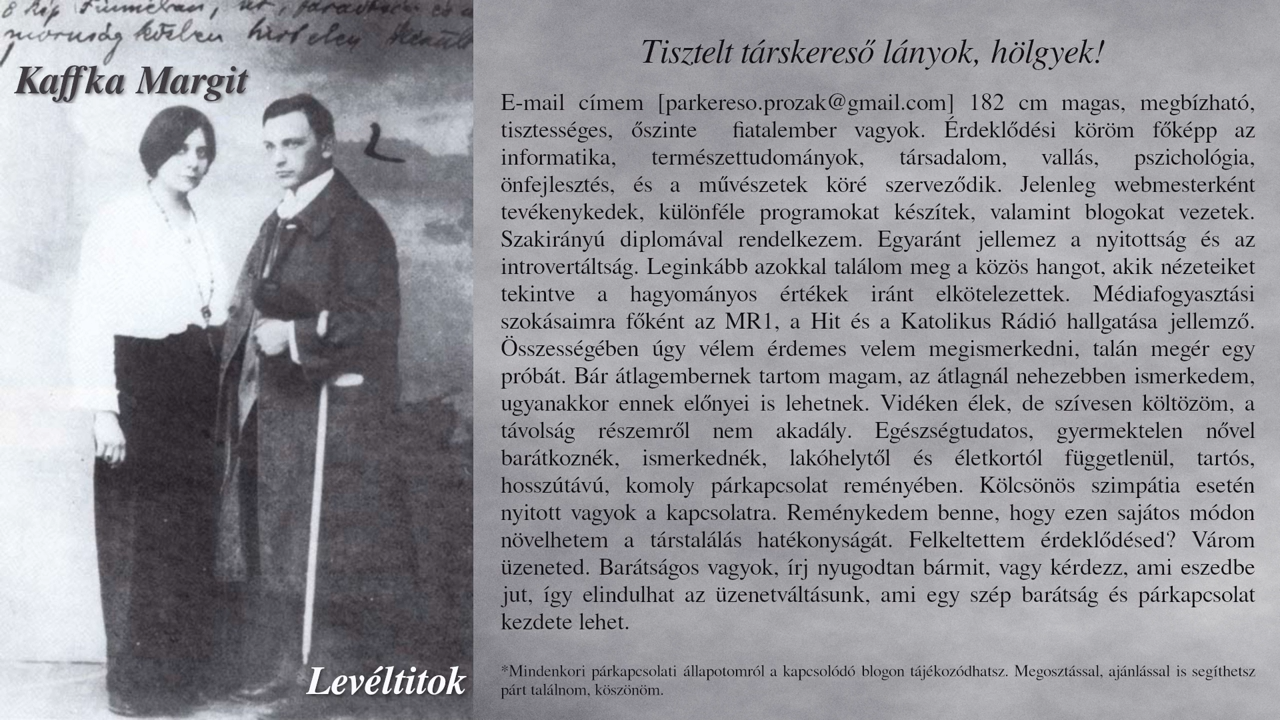 8 kép Fiumeban,
Kaffka Margit
Levéltitok
Tisztelt társkereső lányok, hölgyek!
E-mail címem [parkereso.prozak@gmail.com] 182 cm magas, megbízható,
tisztességes, őszinte fiatalember vagyok. Érdeklődési köröm főképp az
informatika, természettudományok, társadalom, vallás, pszichológia,
önfejlesztés, és a művészetek köré szerveződik. Jelenleg webmesterként
tevékenykedek, különféle programokat készítek, valamint blogokat vezetek.
Szakirányú diplomával rendelkezem. Egyaránt jellemez a nyitottság és az
introvertáltság. Leginkább azokkal találom meg a közös hangot, akik nézeteiket
tekintve a hagyományos értékek iránt elkötelezettek. Médiafogyasztási
szokásaimra főként az MR1, a Hit és a Katolikus Rádió hallgatása jellemző.
Összességében úgy vélem érdemes velem megismerkedni, talán megér egy
próbát. Bár átlagembernek tartom magam, az átlagnál nehezebben ismerkedem,
ugyanakkor ennek előnyei is lehetnek. Vidéken élek, de szívesen költözöm, a
távolság részemről nem akadály. Egészségtudatos, gyermektelen nővel
barátkoznék, ismerkednék, lakóhelytől és életkortól függetlenül, tartós,
hosszútávú, komoly párkapcsolat reményében. Kölcsönös szimpátia esetén
nyitott vagyok a kapcsolatra. Reménykedem benne, hogy ezen sajátos módon
növelhetem a társtalálás hatékonyságát. Felkeltettem érdeklődésed? Várom
üzeneted. Barátságos vagyok, írj nyugodtan bármit, vagy kérdezz, ami eszedbe
jut, így elindulhat az üzenetváltásunk, ami egy szép barátság és párkapcsolat
kezdete lehet.
*Mindenkori párkapcsolati állapotomról a kapcsolódó blogon tájékozódhatsz. Megosztással, ajánlással is segíthetsz
párt találnom, köszönöm.